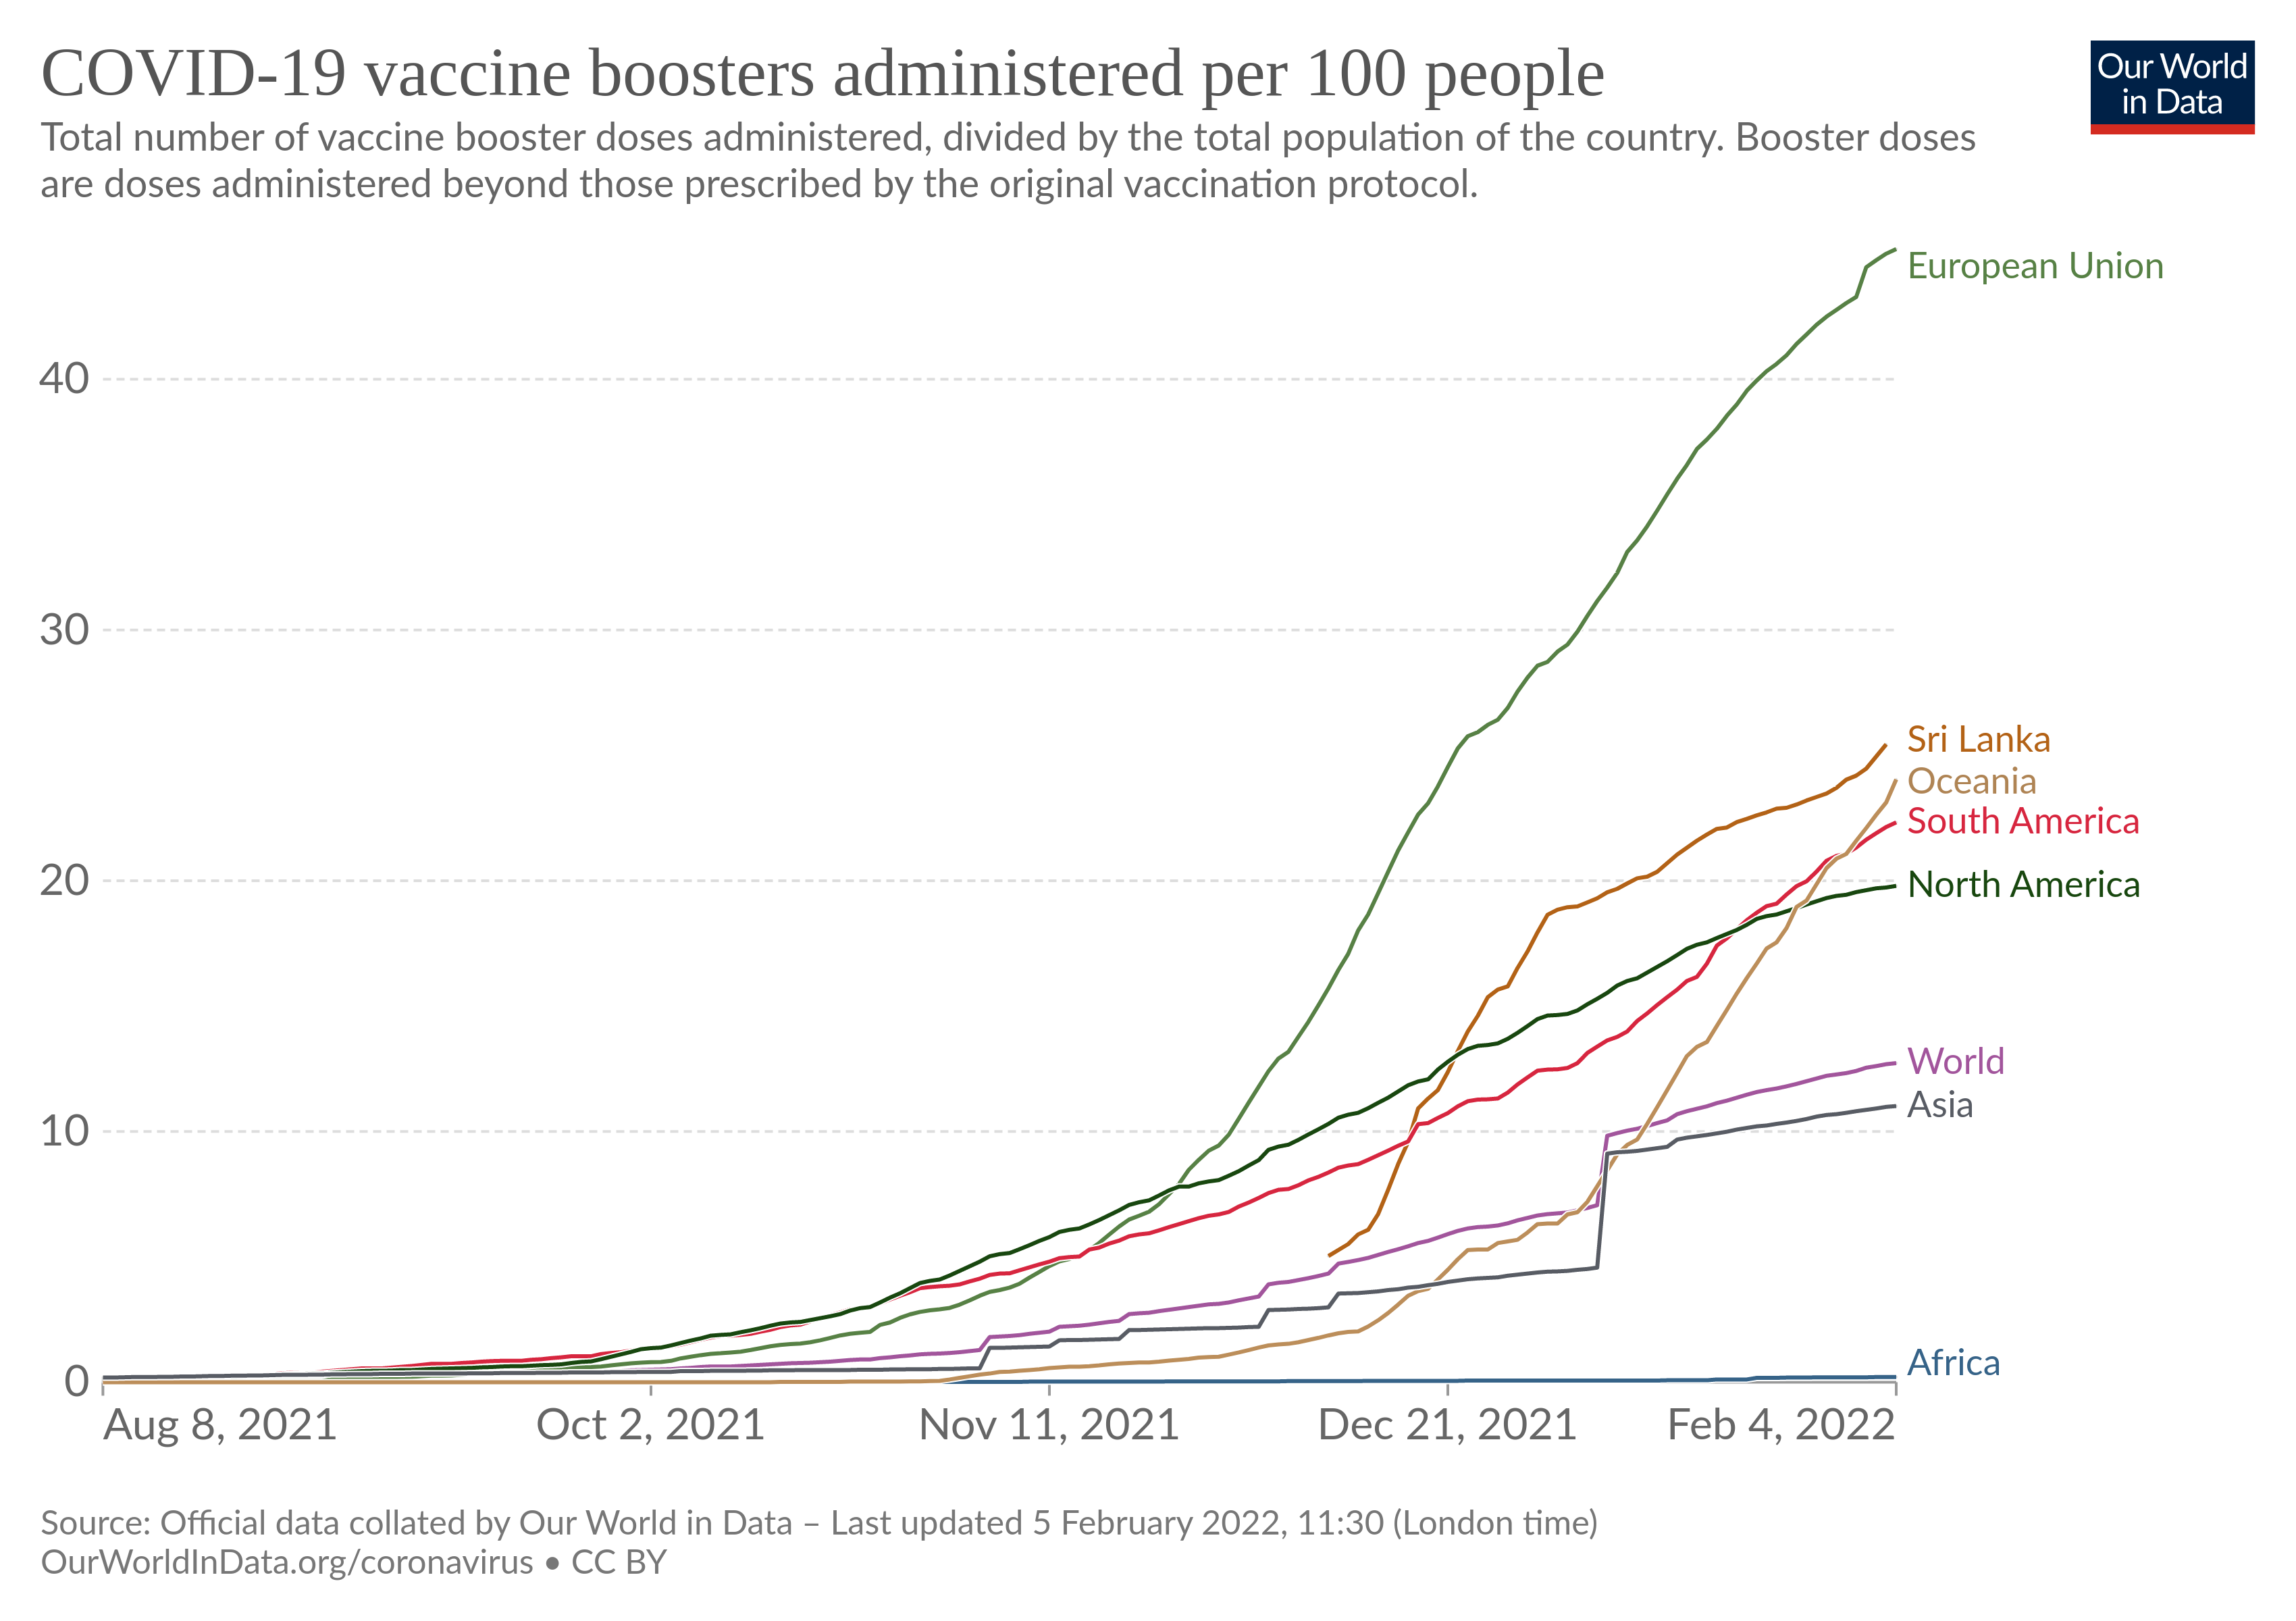 COVID-19 vaccine boosters administered per 100 people
Our World
in Data
Total number of vaccine booster doses administered, divided by the total population of the country. Booster doses
are doses administered beyond those prescribed by the original vaccination protocol.
European Union
40
30
Sri Lanka
Oceania
South America
20
North America
World
Asia
10
Africa
0
Aug 8, 2021
Oct 2, 2021
Nov 11, 2021
Dec 21, 2021
Feb 4, 2022
Source: Official data collated by Our World in Data – Last updated 5 February 2022, 11:30 (London time)
OurWorldInData.org/coronavirus • CC BY